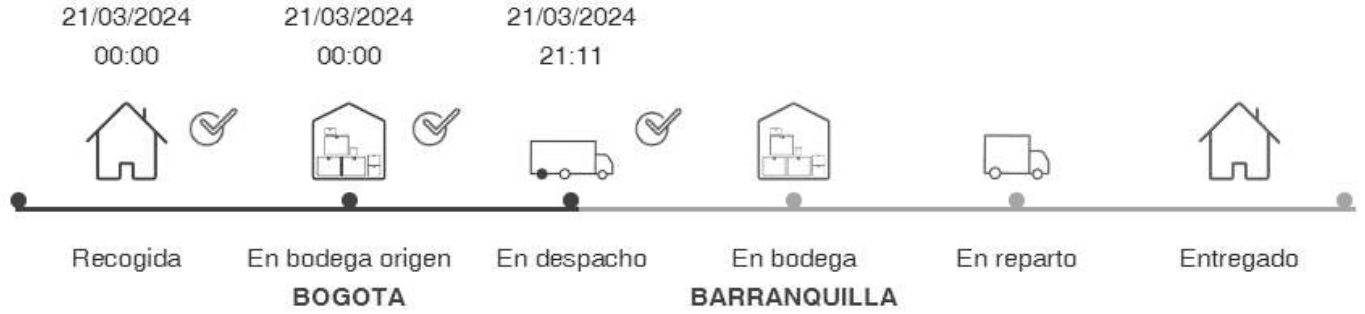 21/03/2024 21/03/2024 21/03/2024
00:00 00:00 21:11
Recogida En bodega origen En despacho En bodega En reparto Entregado
BOGOTA BARRANQUILLA